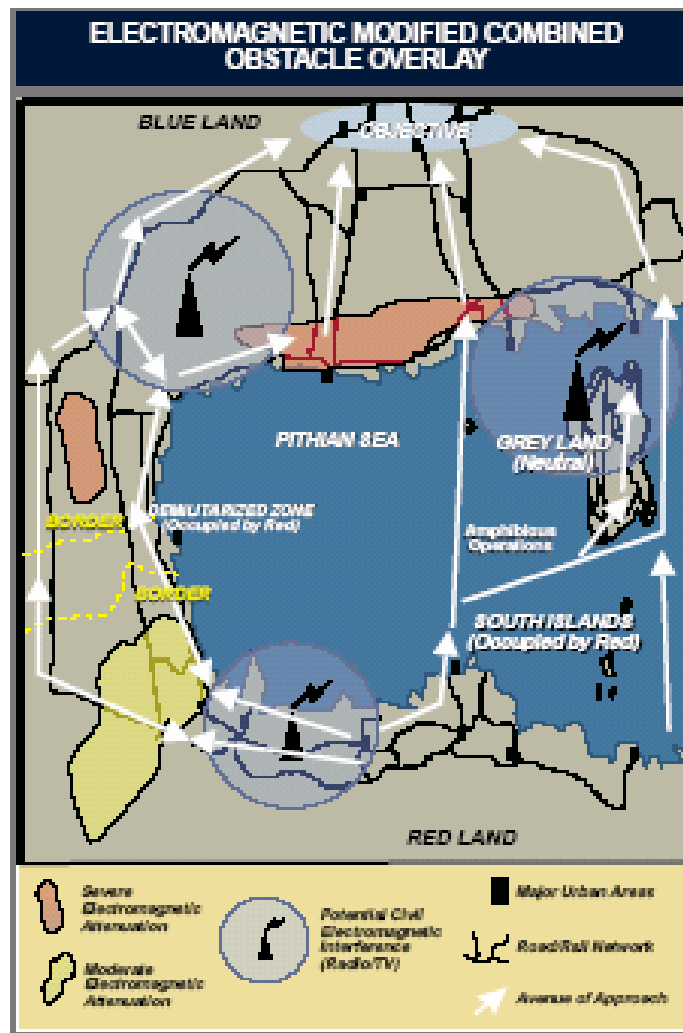 ELECTROMAGNETIC MODIFIED COMBINED
OBSTACLE OVERLAY
BLUE LAND
OBJECTIVE
PITHIAN SEA
GREY LAND
(Neutral)
BORDER
DEMILITARIZED ZONE
(Occupied by Red)
Amphibious
Operations
BORDER
SOUTH ISLANDS
(Occupied by Red)
RED LAND
Severe
Electromagnetic
Attenuation
Moderate
Electromagnetic
Attenuation
Potential Civil
Electromagnetic
Interference
(Radio/TV)
Major Urban Areas
Road/Rail Network
Avenue of Approach